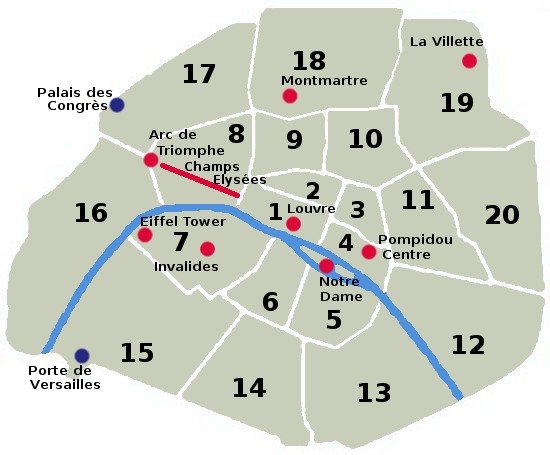 La Villette
18
17
Montmartre
Palais des
Congrès
19
Arc de
Triomphe
8
9
10
Champs
Elysées
2
11
16
1
Louvre
3
20
Eiffel Tower
7
4
Pompidou
Centre
Invalides
Notre
Dame
6
5
12
15
Porte de
Versailles
14
13